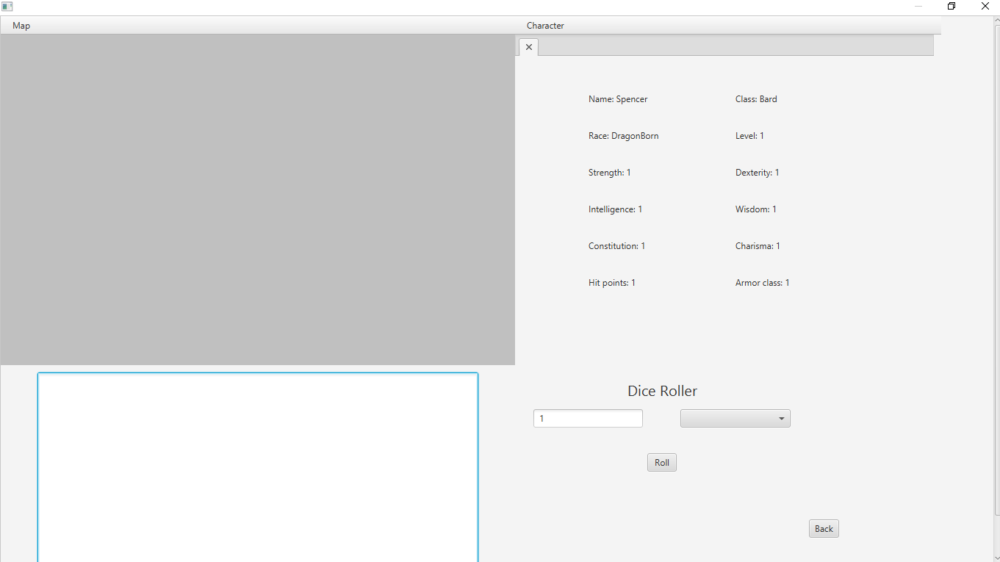 Map
Character
Name: Spencer
Class: Bard
Race: DragonBorn
Level: 1
Strength: 1
Dexterity: 1
Intelligence: 1
Wisdom: 1
Constitution: 1
Charisma: 1
Hit points: 1
Armor class: 1
Dice Roller
1
Roll
Back